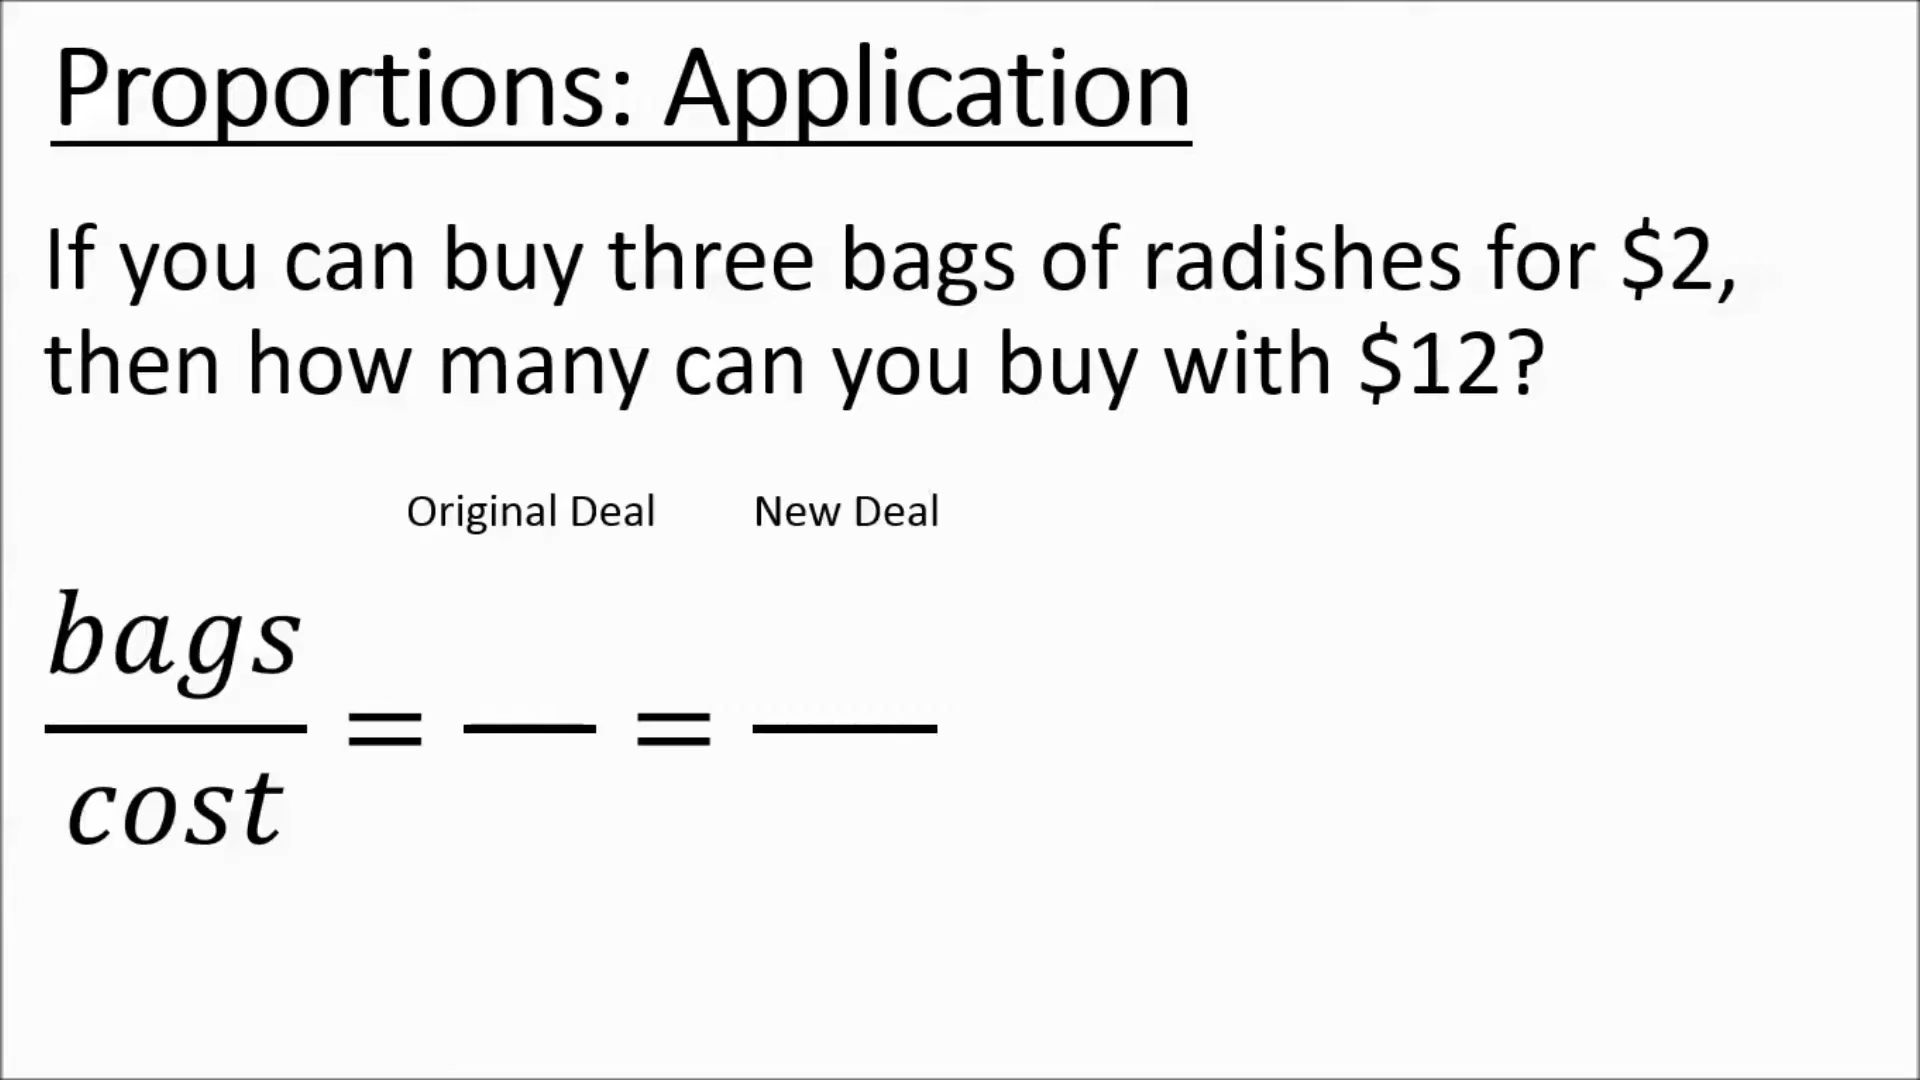 Proportions: Application
If you can buy three bags of radishes for $2,
then how many can you buy with $12?
Original Deal New Deal
bags
= =
cost